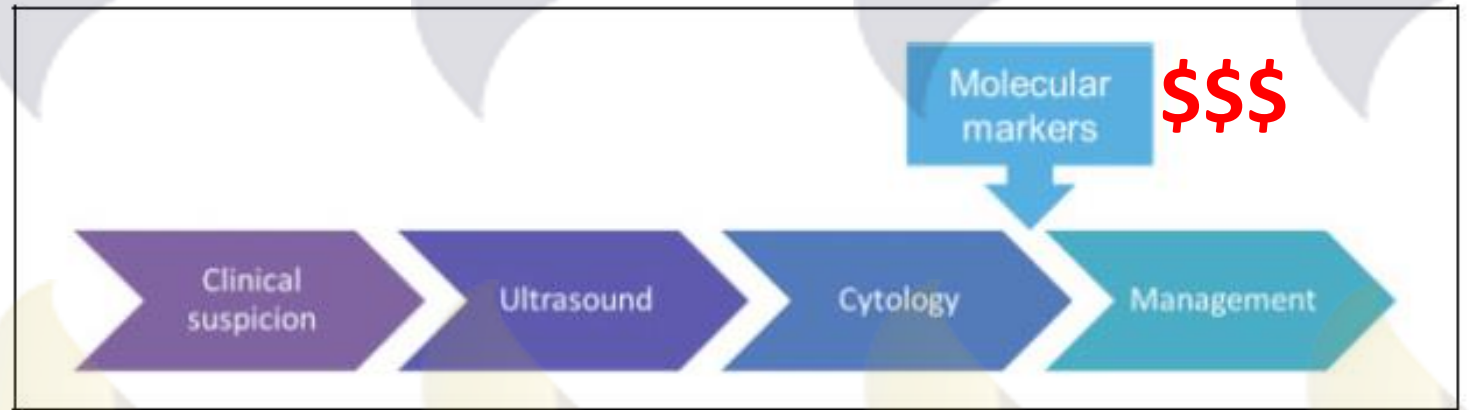 Molecular
markers
$$$
Clinical
suspicion
Ultrasound
Cytology
Management